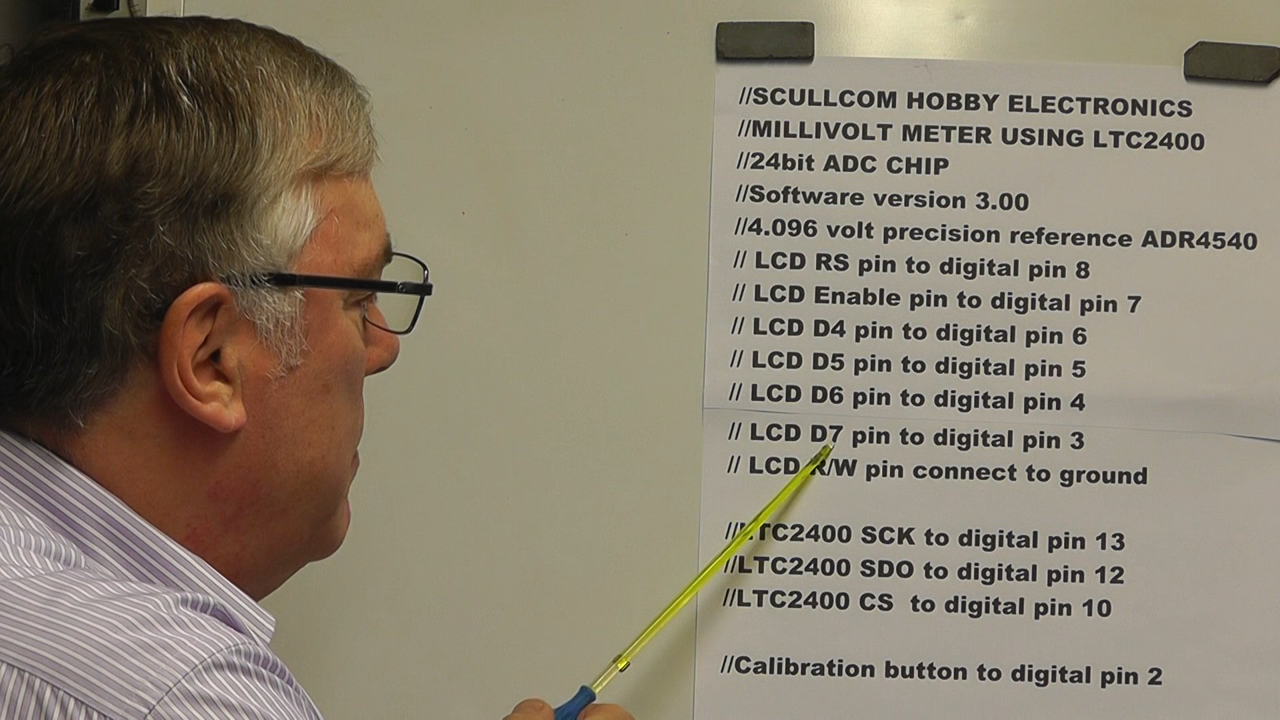 //SCULLCOM HOBBY ELECTRONICS
//MILLIVOLT METER USING LTC2400
//24bit ADC CHIP
//Software version 3.00
//4.096 volt precision reference ADR4540
// LCD RS pin to digital pin 8
// LCD Enable pin to digital pin 7
// LCD D4 pin to digital pin 6
// LCD D5 pin to digital pin 5
// LCD D6 pin to digital pin 4
// LCD D7 pin to digital pin 3
// LCD R/W pin connect to ground
//LTC2400 SCK to digital pin 13
//LTC2400 SDO to digital pin 12
//LTC2400 CS  to digital pin 10
//Calibration button to digital pin 2